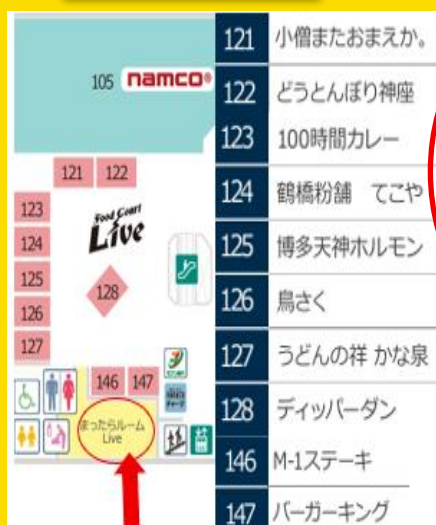 105 namco
121 122
Food Court
Live
123
124
125
126
127
128
146 147
まったらルーム
Live
121 小僧またおまえか。
122 どうとんぼり神座
123 100時間カレー
124 鶴橋粉舗 てこや
125 博多天神ホルモン
126 鳥さく
127 うどんの祥 かな泉
128 ディッパーダン
146 M-1ステーキ
147 バーガーキング